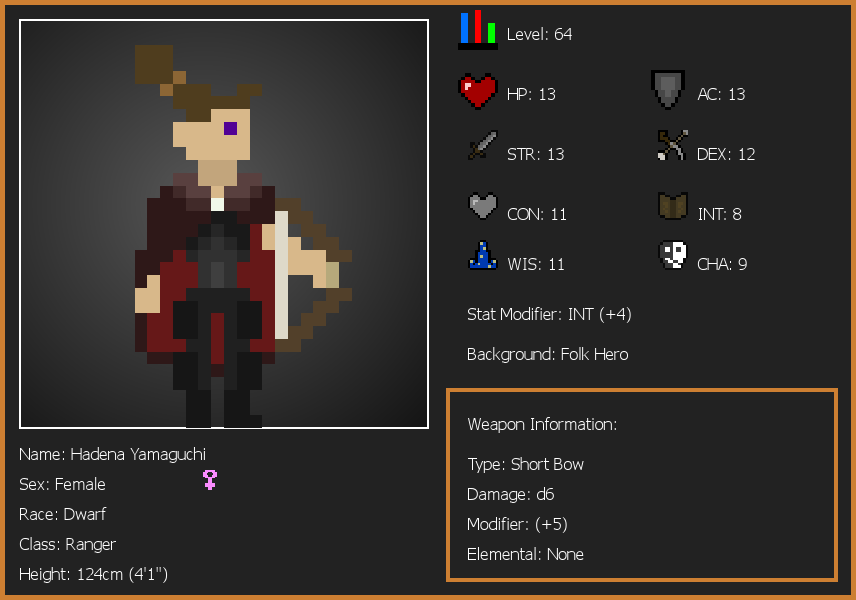 Level: 64
HP: 13
AC: 13
STR: 13
DEX: 12
CON: 11
INT: 8
WIS: 11
CHA: 9
Stat Modifier: INT (+4)
Background: Folk Hero
Weapon Information:
Type: Short Bow
Damage: d6
Modifier: (+5)
Elemental: None
Name: Hadena Yamaguchi
Sex: Female
Race: Dwarf
Class: Ranger
Height: 124cm (4'1")